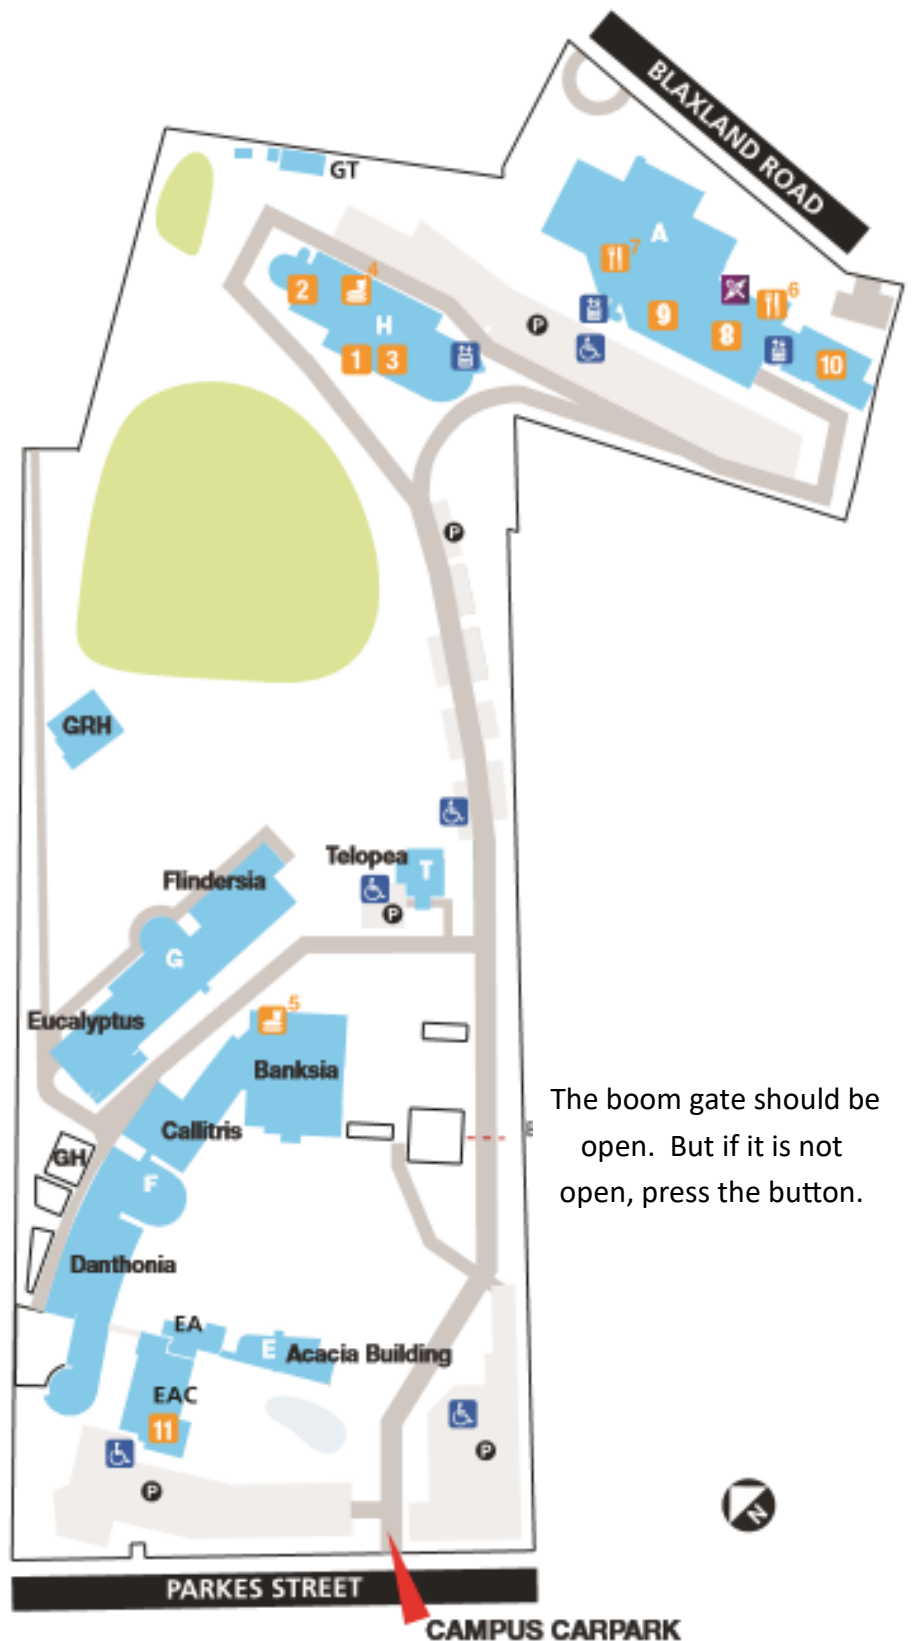 BLAXLAND ROAD
GT
A
7
6
2
4
H
P
9
8
1
3
10
P
GRH
Telopea
T
Flindersia
P
G
5
Eucalyptus
Banksia
The boom gate should be
open. But if it is not
open, press the button.
Callitris
GH
F
Danthonia
EA
E
Acacia Building
EAC
11
P
P
N
PARKES STREET
CAMPUS CARPARK